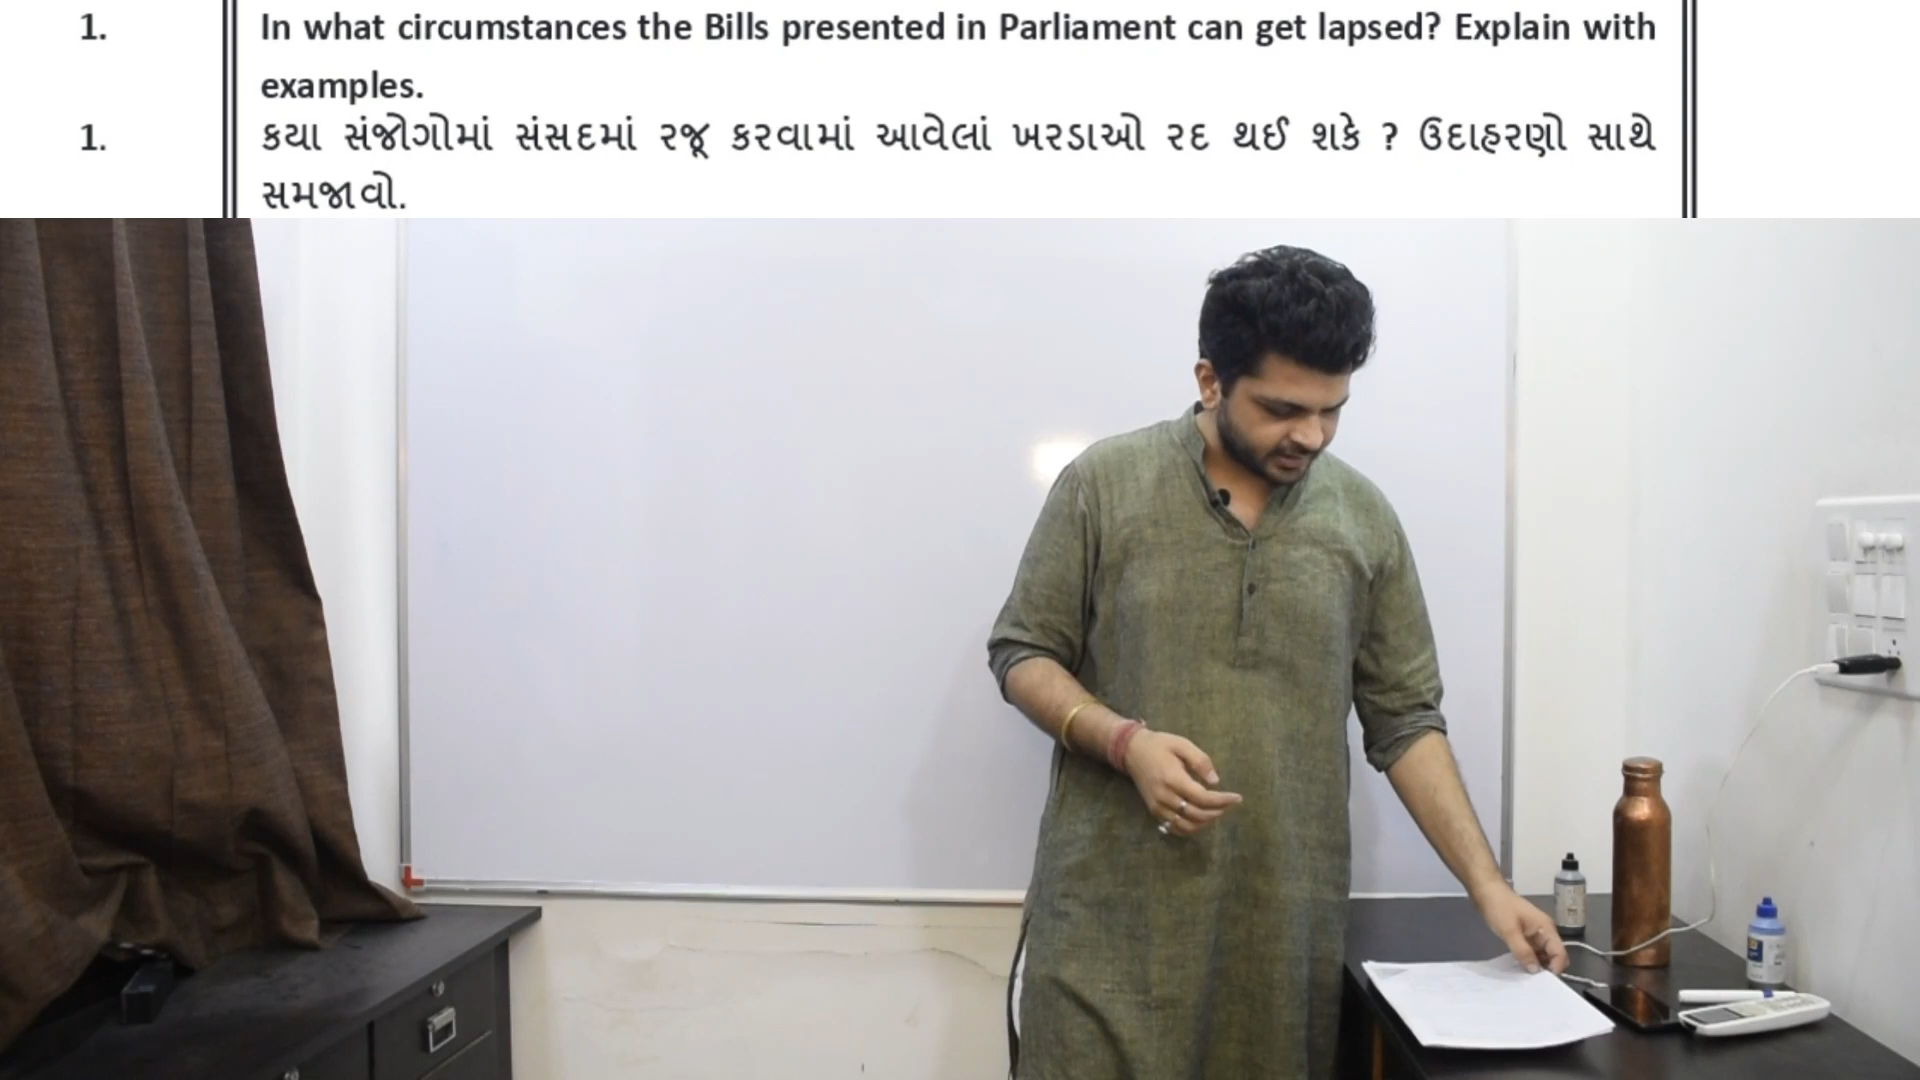 1. In what circumstances the Bills presented in Parliament can get lapsed? Explain with
examples.
1. કયા સંજોગોમાં સંસદમાં રજૂ કરવામાં આવેલાં ખરડાઓ રદ થઈ શકે ? ઉદાહરણો સાથે
સમજાવો.